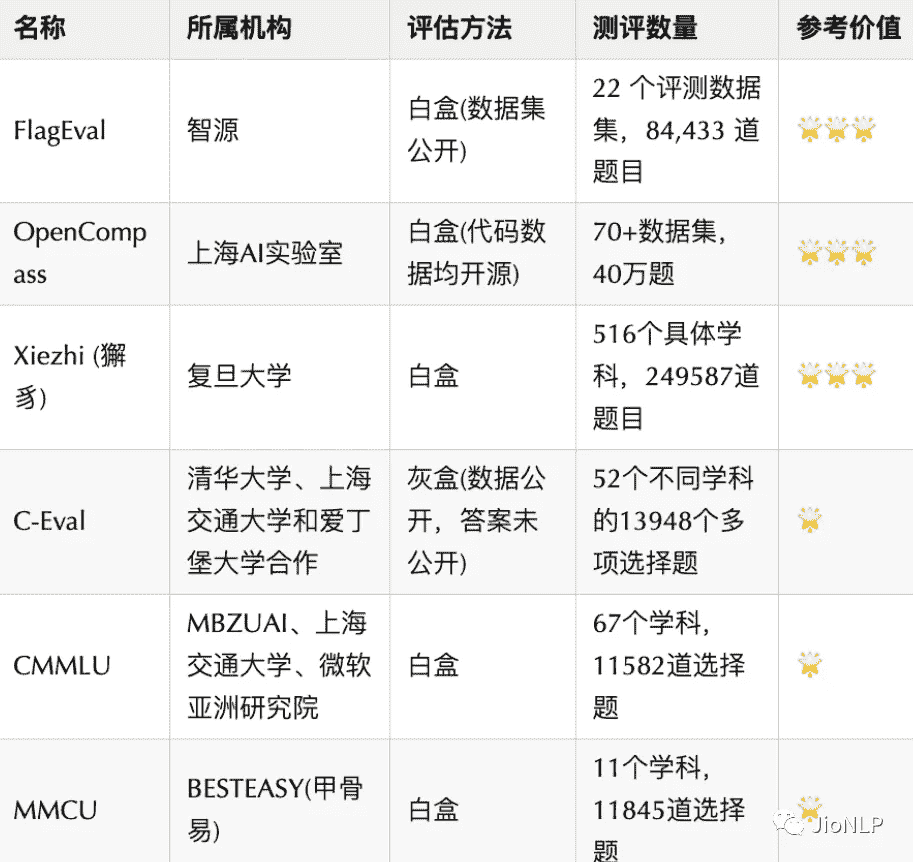 名称 所属机构 评估方法 测评数量 参考价值
FlagEval
智源
白盒(数据集
公开)
22 个评测数据
集，84,433 道
题目
OpenComp
ass
上海AI实验室
白盒(代码数
据均开源)
70+数据集，
40万题
Xiezhi (獬
豸)
复旦大学
白盒
516个具体学
科，249587道
题目
C-Eval
清华大学、上海
交通大学和爱丁
堡大学合作
灰盒(数据公
开，答案未
公开)
52个不同学科
的13948个多
项选择题
CMMLU
MBZUAI、上海
交通大学、微软
亚洲研究院
白盒
67个学科，
11582道选择
题
MMCU
BESTEASY(甲骨
易)
白盒
11个学科，
11845道选择
题
JioNLP